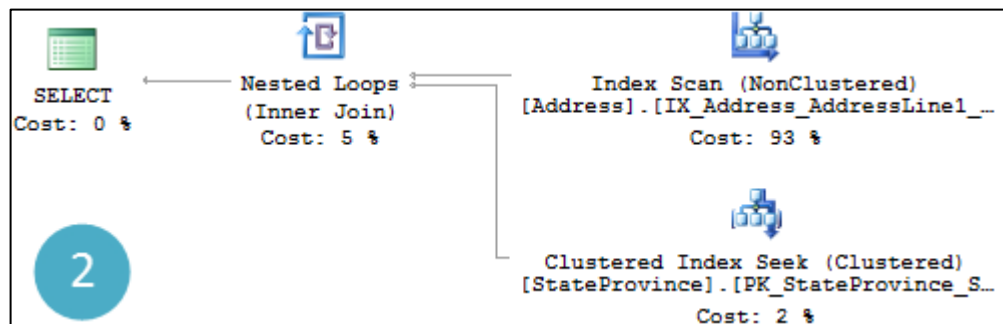 SELECT
Cost: 0 %
Nested Loops
(Inner Join)
Cost: 5 %
Index Scan (NonClustered)
[Address].[IX_Address_AddressLine1_…
Cost: 93 %
Clustered Index Seek (Clustered)
[StateProvince].[PK_StateProvince_S…
Cost: 2 %
2